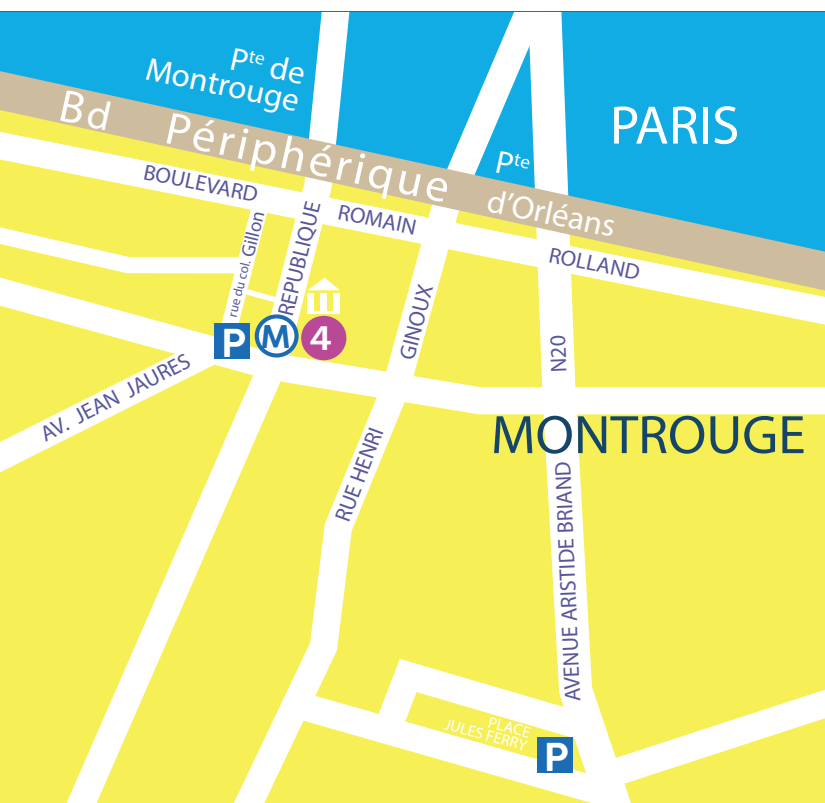 Pte de
Montrouge
PARIS
Bd Périphérique
Pte
d'Orléans
BOULEVARD ROMAIN ROLLAND
rue du col. Gillon
REPUBLIQUE
GINOUX
N20
P
M
4
AV. JEAN JAURES
MONTROUGE
RUE HENRI
AVENUE ARISTIDE BRIAND
PLACE
JULES FERRY
P